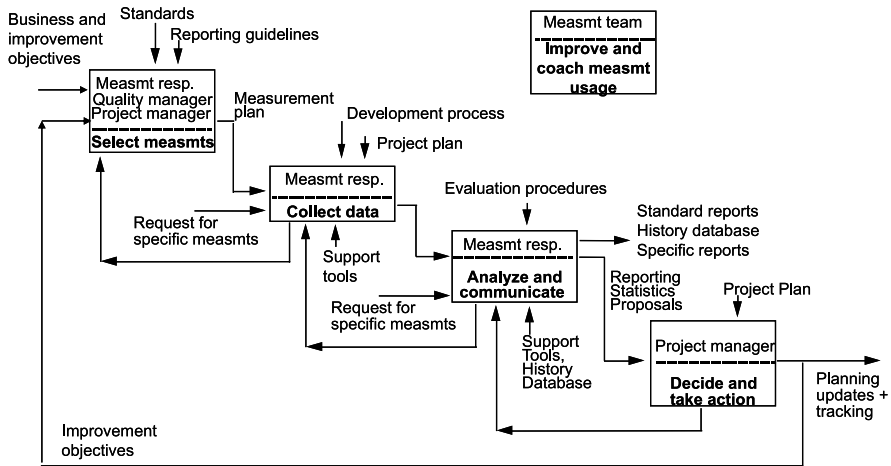 Business and
improvement
objectives
Standards
Reporting guidelines
Measmt team
Improve and
coach measmt
usage
Measmt resp.
Quality manager
Project manager
Select measmts
Measurement
plan
Development process
Project plan
Measmt resp.
Collect data
Request for
specific measmts
Support
tools
Evaluation procedures
Measmt resp.
Analyze and
communicate
Standard reports
History database
Specific reports
Request for
specific measmts
Support
Tools,
History
Database
Reporting
Statistics
Proposals
Project Plan
Project manager
Decide and
take action
Planning
updates +
tracking
Improvement
objectives